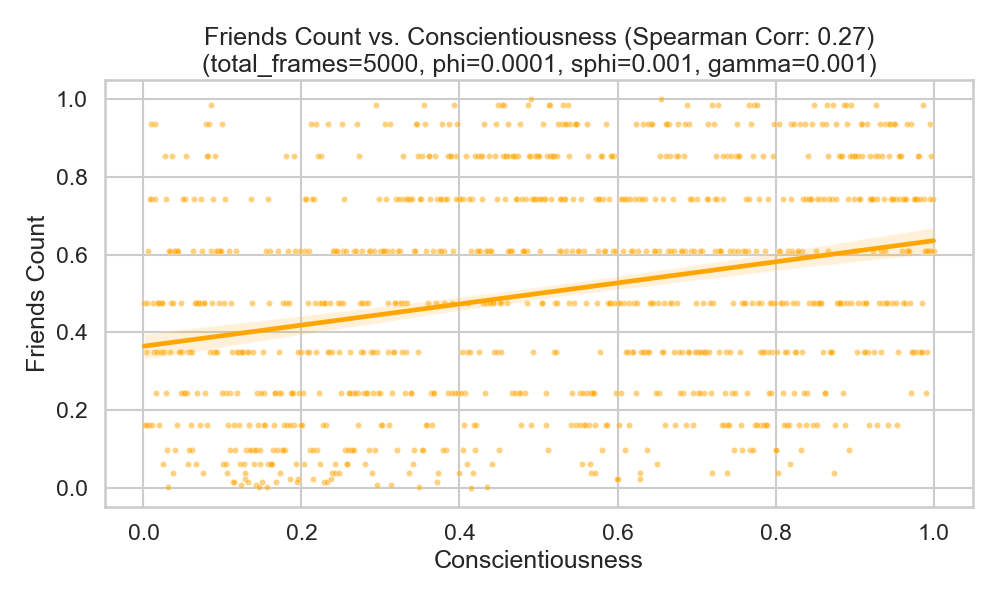 Friends Count vs. Conscientiousness (Spearman Corr: 0.27)
(total_frames=5000, phi=0.0001, sphi=0.001, gamma=0.001)
1.0
0.8
0.6
0.4
0.2
0.0
Friends Count
0.0 0.2 0.4 0.6 0.8 1.0
Conscientiousness